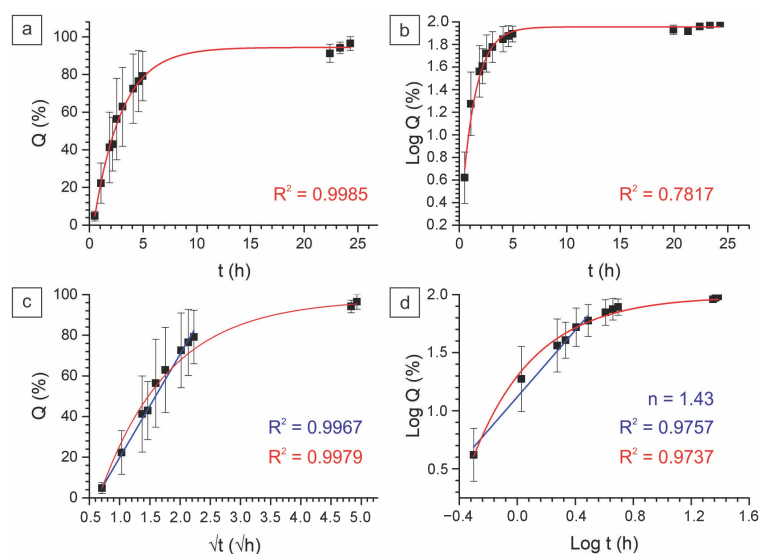 a
100
80
60
40
20
0
Q (%)
R² = 0.9985
0 5 10 15 20 25
t (h)
b
2.0
1.8
1.6
1.4
1.2
1.0
0.8
0.6
0.4
0.2
Log Q (%)
R² = 0.7817
0 5 10 15 20 25
t (h)
c
100
80
60
40
20
0
Q (%)
R² = 0.9967
R² = 0.9979
0.5 1.0 1.5 2.0 2.5 3.0 3.5 4.0 4.5 5.0
√t (√h)
d
2.0
1.5
1.0
0.5
Log Q (%)
n = 1.43
R² = 0.9757
R² = 0.9737
−0.4 0.0 0.4 0.8 1.2 1.6
Log t (h)